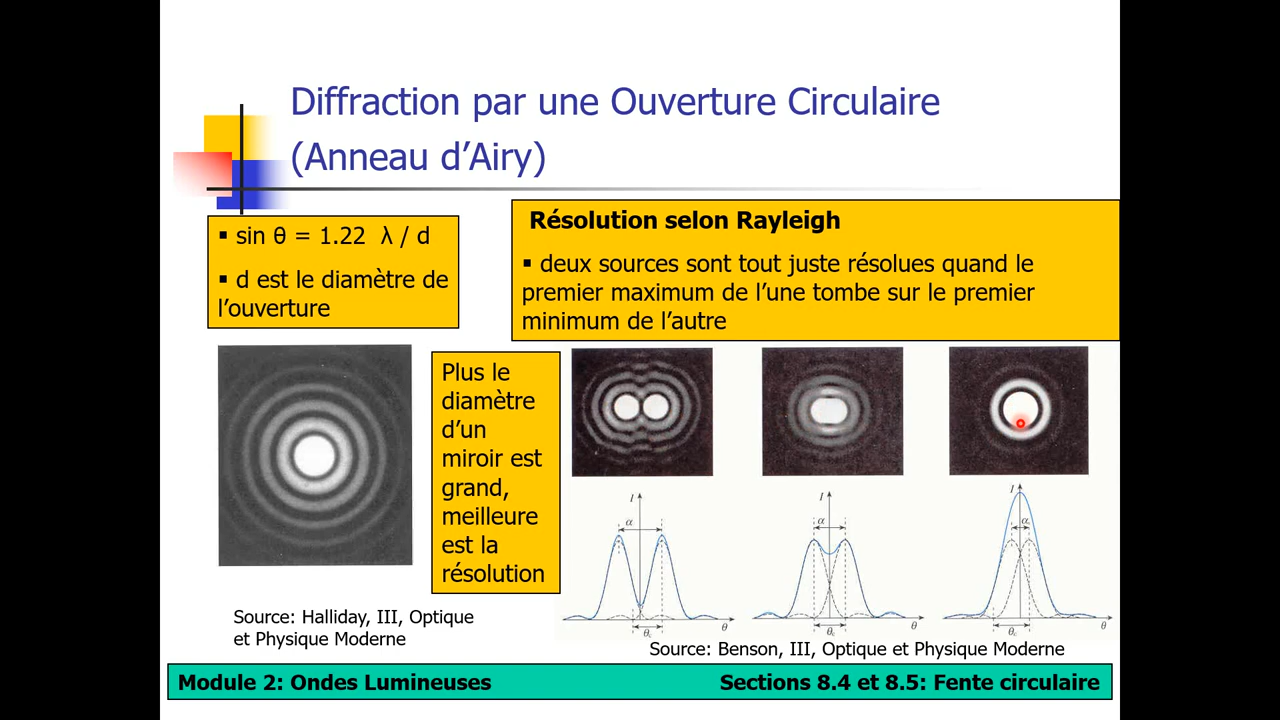 Diffraction par une Ouverture Circulaire
(Anneau d’Airy)
▪ sin θ = 1.22 λ / d
▪ d est le diamètre de
l’ouverture
Résolution selon Rayleigh
▪ deux sources sont tout juste résolues quand le
premier maximum de l’une tombe sur le premier
minimum de l’autre
Plus le
diamètre
d’un
miroir est
grand,
meilleure
est la
résolution
I
α
θc
θ
I
α
θc
θ
I
α
θc
θ
Source: Halliday, III, Optique
et Physique Moderne
Source: Benson, III, Optique et Physique Moderne
Module 2: Ondes Lumineuses
Sections 8.4 et 8.5: Fente circulaire